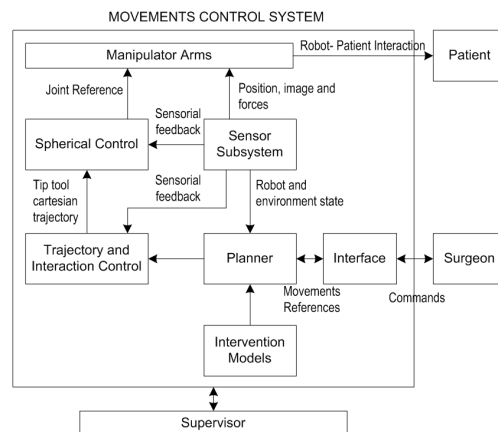 MOVEMENTS CONTROL SYSTEM
Manipulator Arms
Robot- Patient Interaction
Patient
Joint Reference
Sensorial
feedback
Position, image and
forces
Spherical Control
Sensor
Subsystem
Tip tool
cartesian
trajectory
Sensorial
feedback
Robot and
environment state
Trajectory and
Interaction Control
Planner
Interface
Surgeon
Movements
References
Commands
Intervention
Models
Supervisor